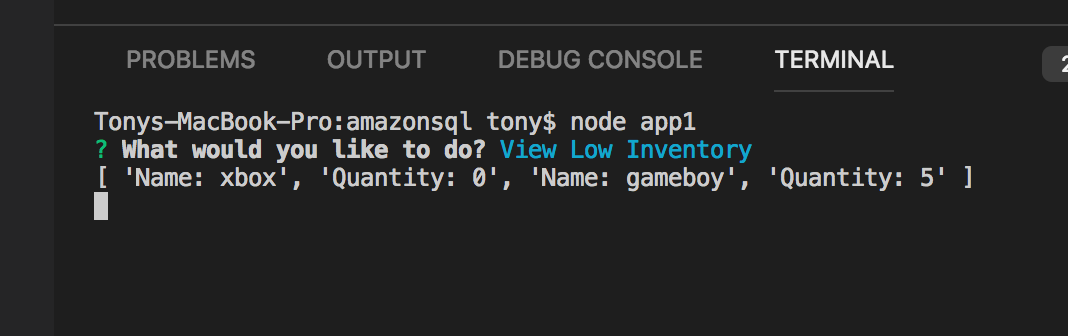 PROBLEMS OUTPUT DEBUG CONSOLE TERMINAL 2
Tonys-MacBook-Pro:amazonsql tony$ node app1
? What would you like to do? View Low Inventory
[ 'Name: xbox', 'Quantity: 0', 'Name: gameboy', 'Quantity: 5' ]